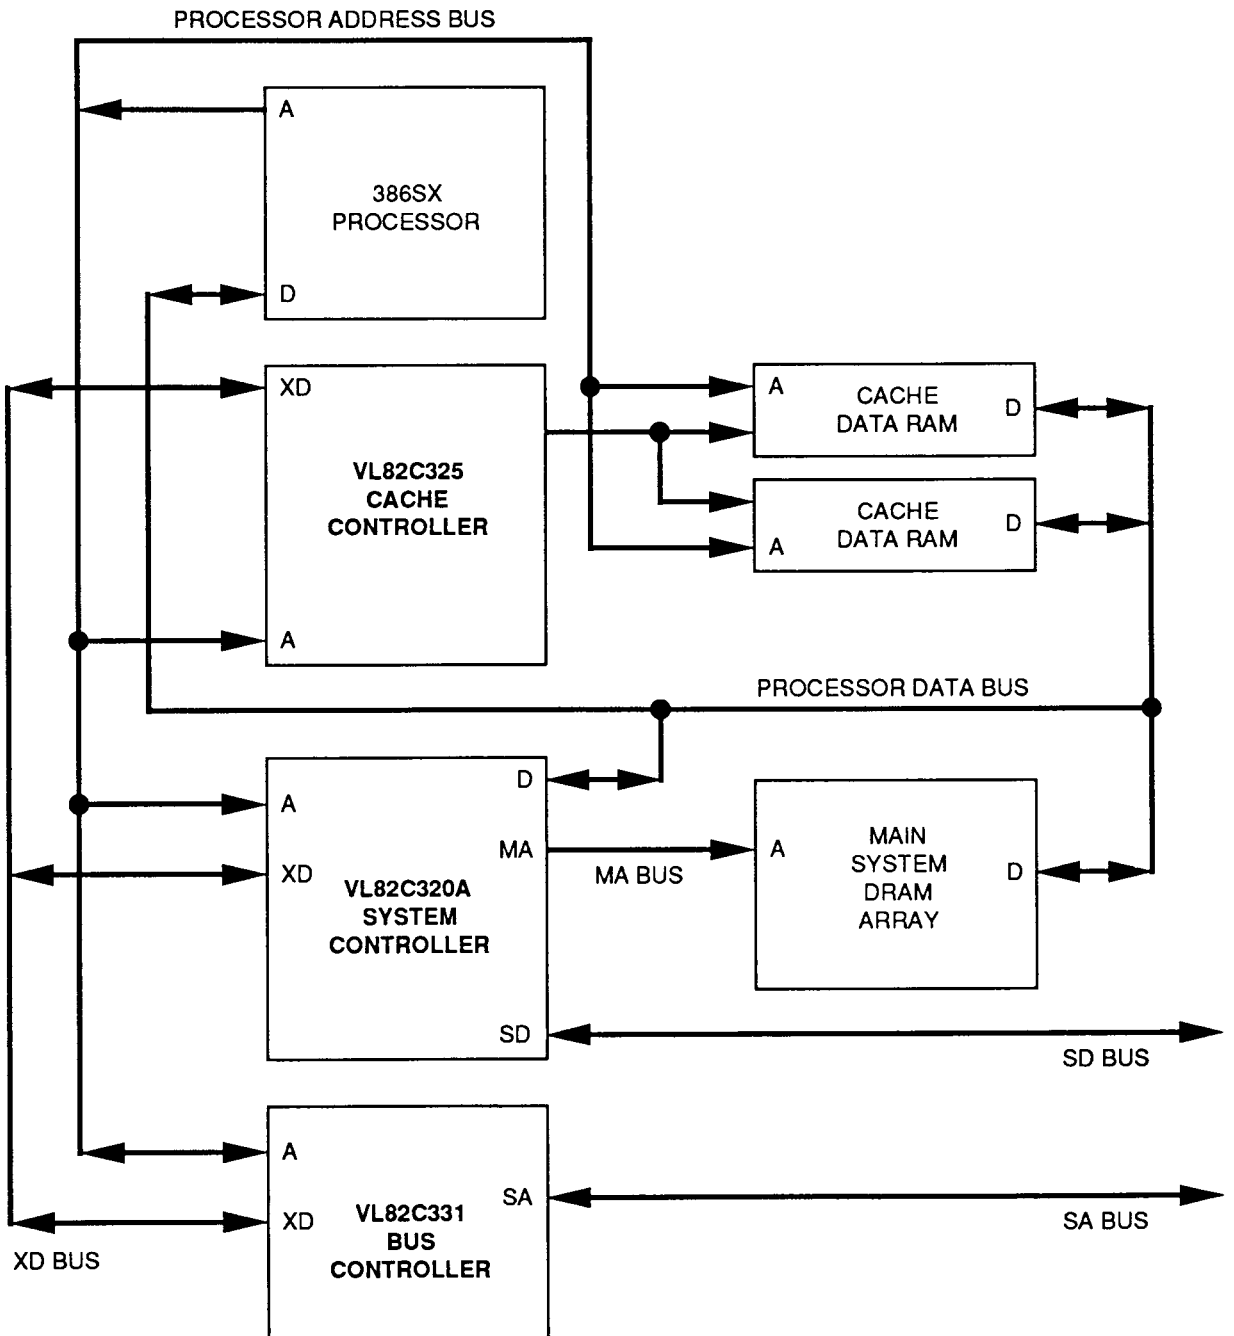 PROCESSOR ADDRESS BUS
A
386SX
PROCESSOR
D
XD
VL82C325
CACHE
CONTROLLER
A
A
CACHE
DATA RAM
D
CACHE
DATA RAM
D
A
PROCESSOR DATA BUS
D
A
MA
XD
VL82C320A
SYSTEM
CONTROLLER
SD
MA BUS
A
MAIN
SYSTEM
DRAM
ARRAY
D
SD BUS
A
SA
XD
VL82C331
BUS
CONTROLLER
SA BUS
XD BUS